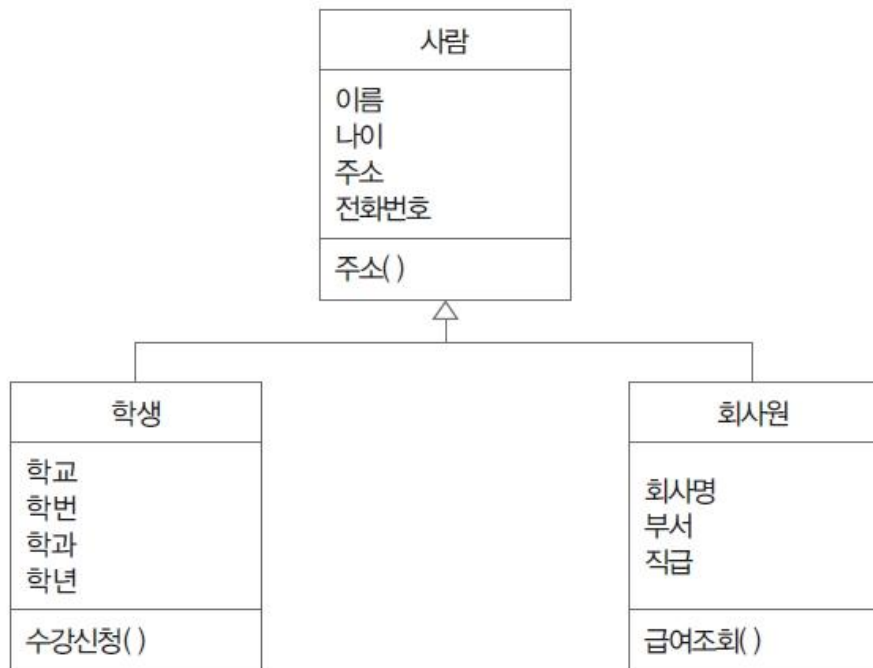 사람
이름
나이
주소
전화번호
주소( )
학생
학교
학번
학과
학년
수강신청( )
회사원
회사명
부서
직급
급여조회( )